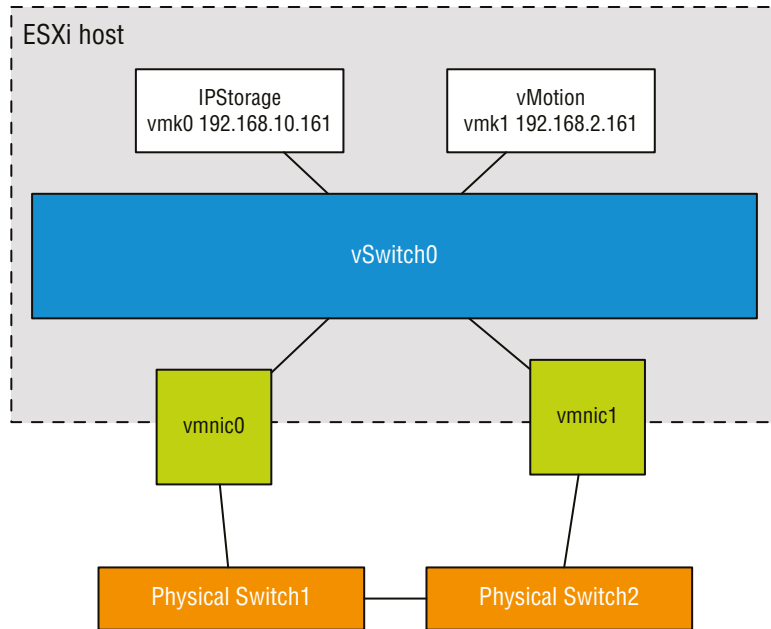 ESXi host
IPStorage
vmk0 192.168.10.161
vMotion
vmk1 192.168.2.161
vSwitch0
vmnic0
vmnic1
Physical Switch1
Physical Switch2